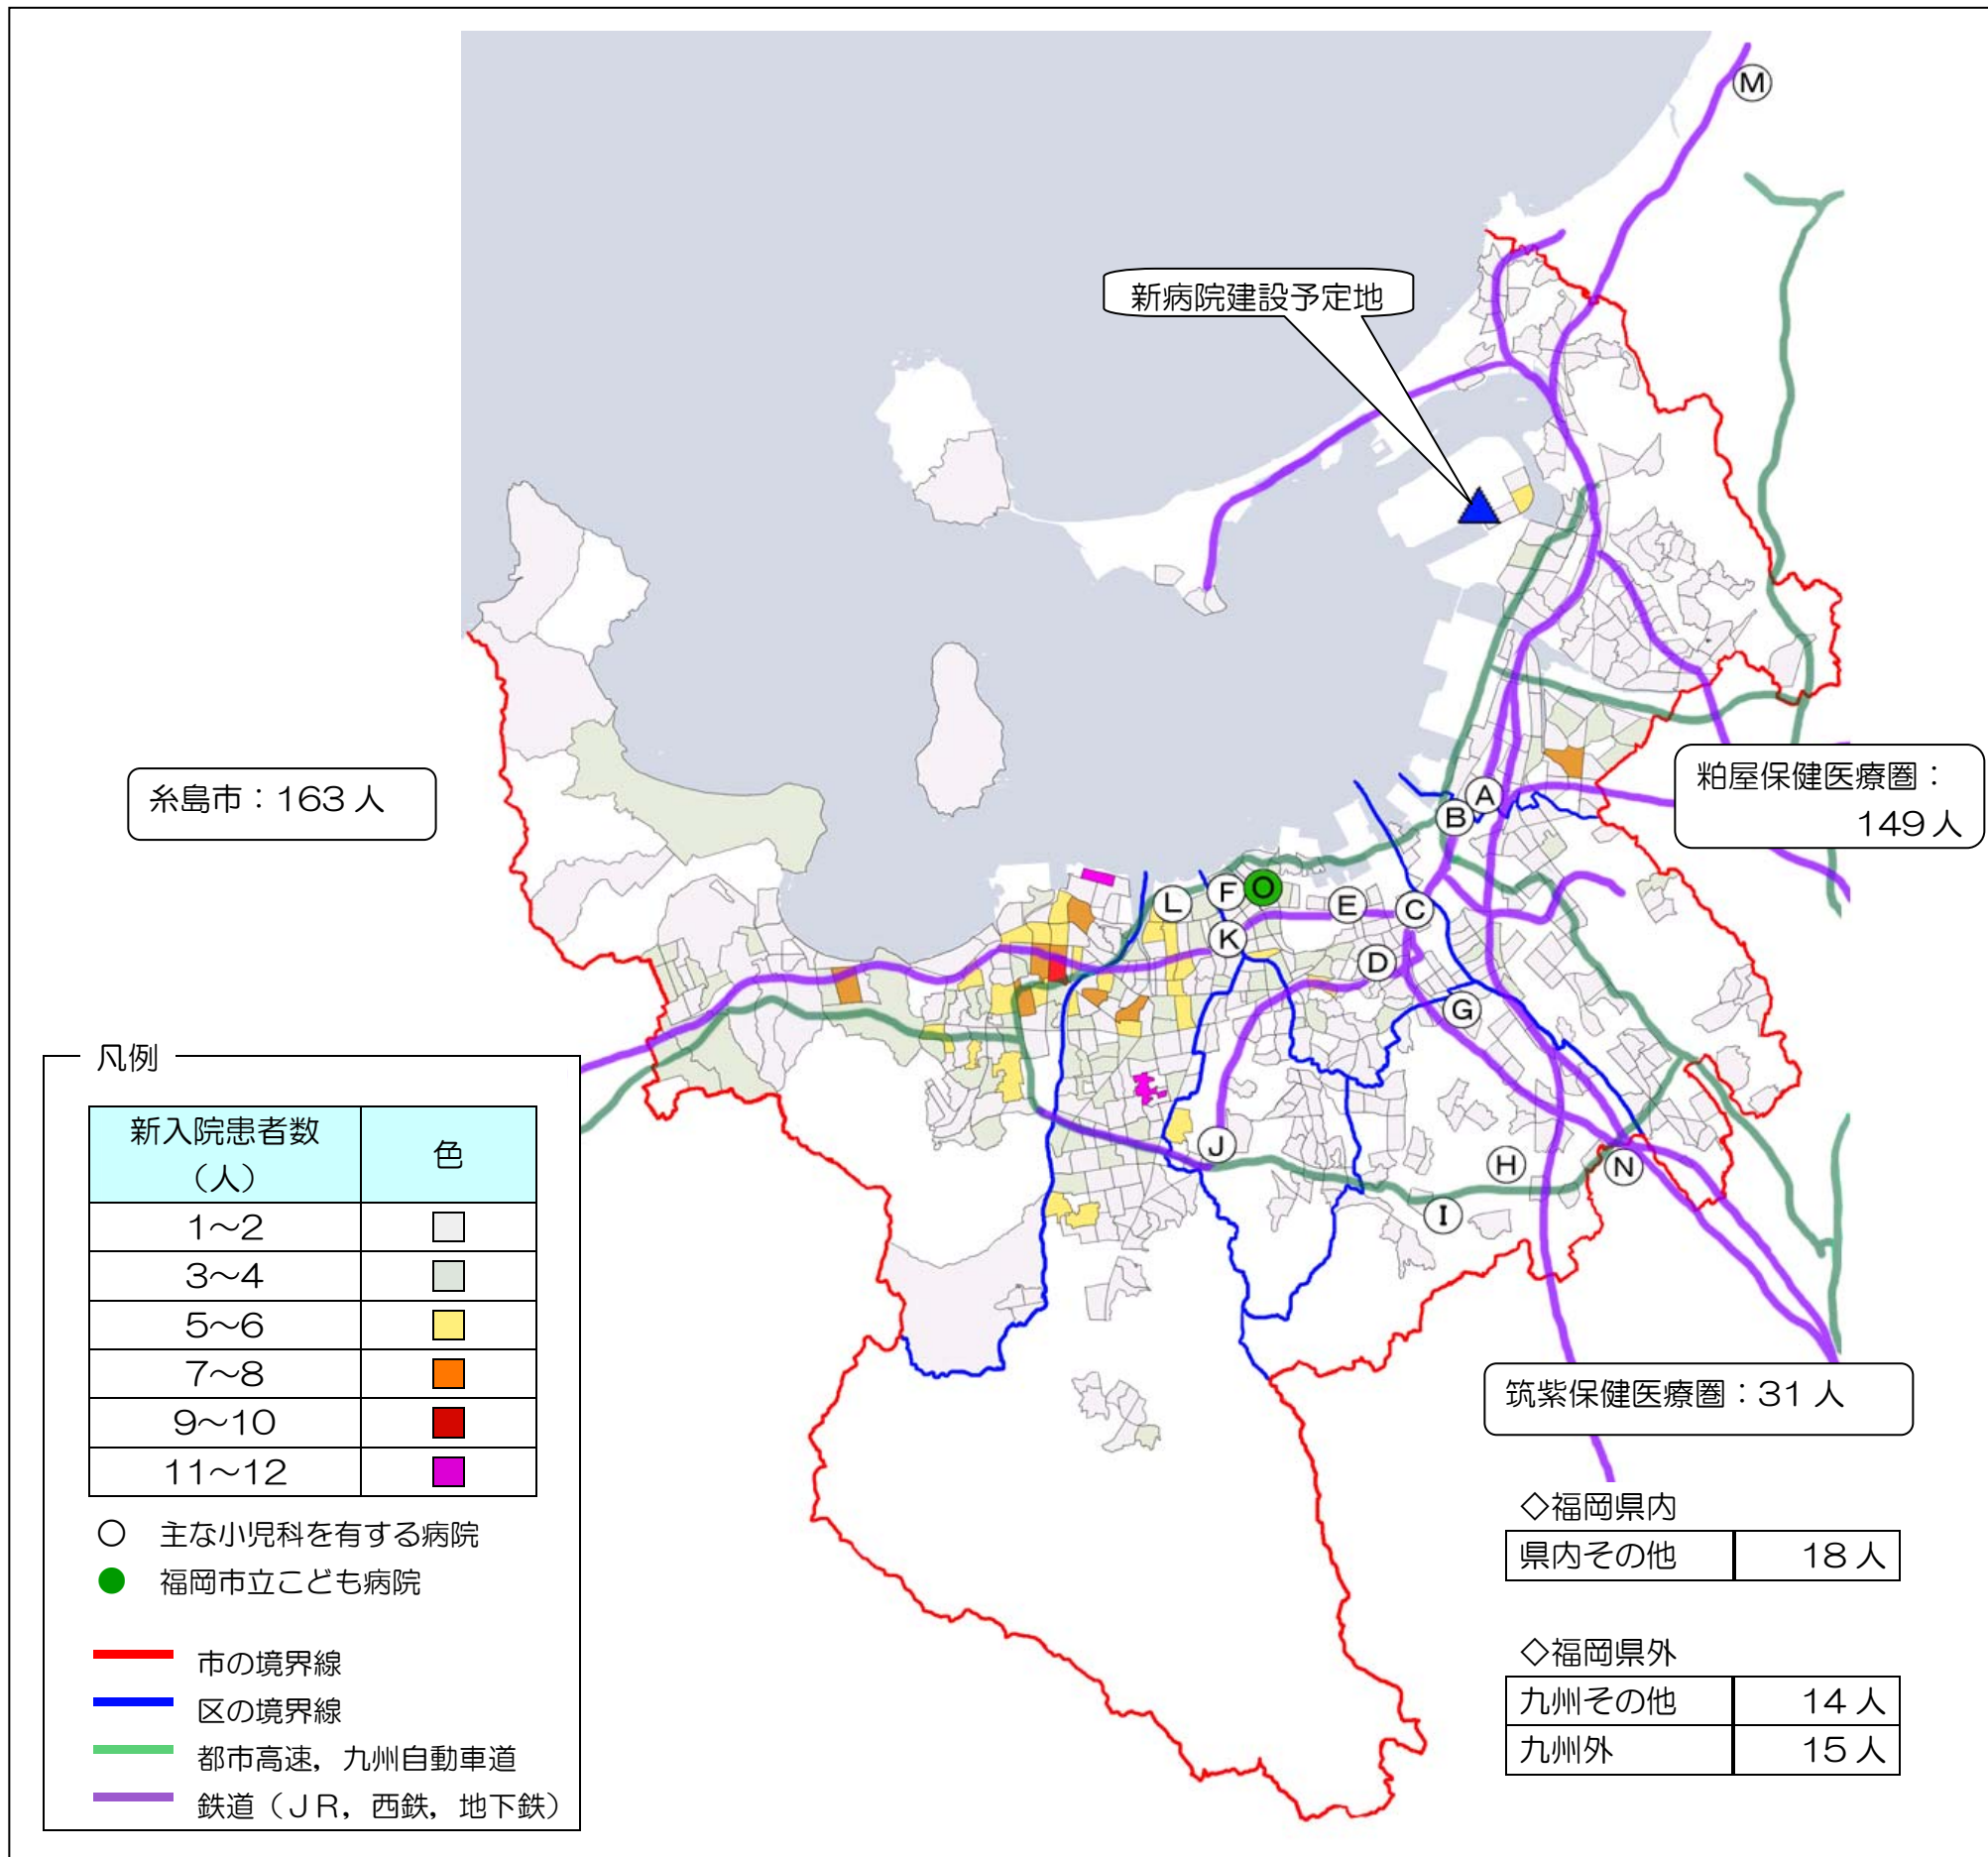 M
新病院建設予定地
糸島市：163人
粕屋保健医療圏：
149人
A
B
L
F
O
E
C
K
D
G
J
H
N
I
凡例
新入院患者数
（人）
色
1～2
3～4
5～6
7～8
9～10
11～12
主な小児科を有する病院
福岡市立こども病院
市の境界線
区の境界線
都市高速，九州自動車道
鉄道（JR，西鉄，地下鉄）
筑紫保健医療圏：31人
◇福岡県内
県内その他 18人
◇福岡県外
九州その他 14人
九州外 15人